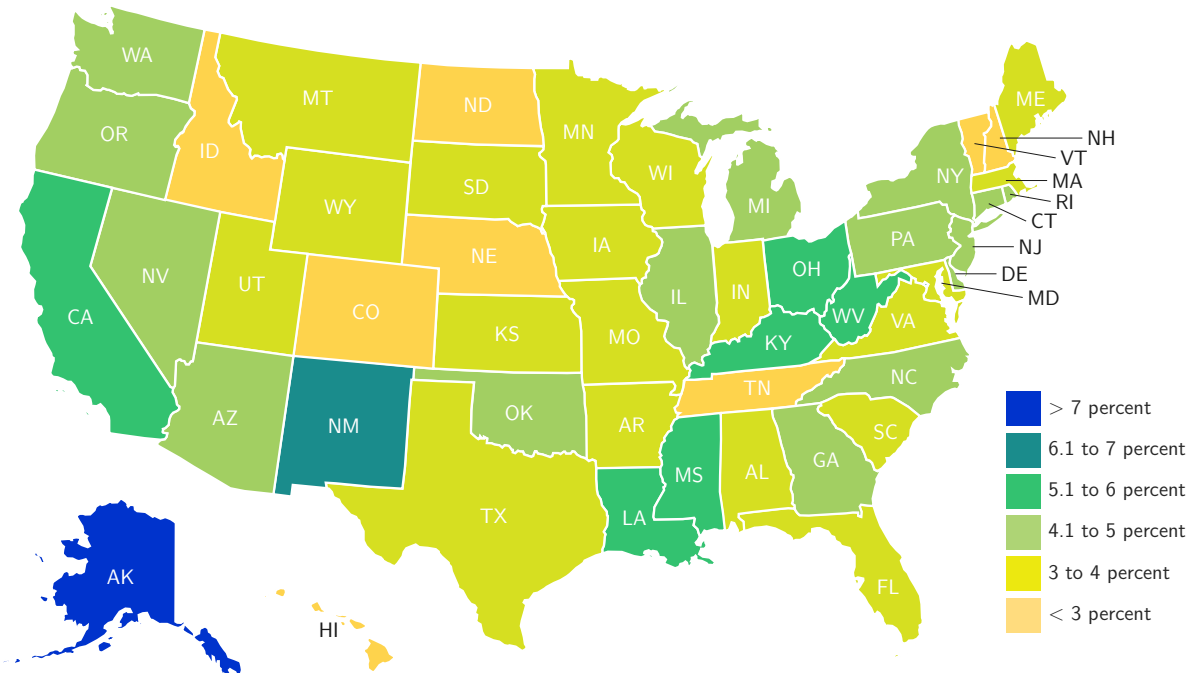 WA
MT
ND
ME
MN
OR
NH
ID
VT
WI
NY
MA
SD
RI
WY
MI
CT
PA
IA
NJ
NE
OH
DE
NV
UT
IN
IL
MD
CO
WV
CA
VA
KS
MO
KY
NC
TN
OK
> 7 percent
AZ
NM
AR
SC
6.1 to 7 percent
GA
AL
MS
5.1 to 6 percent
TX
LA
4.1 to 5 percent
AK
3 to 4 percent
FL
< 3 percent
HI